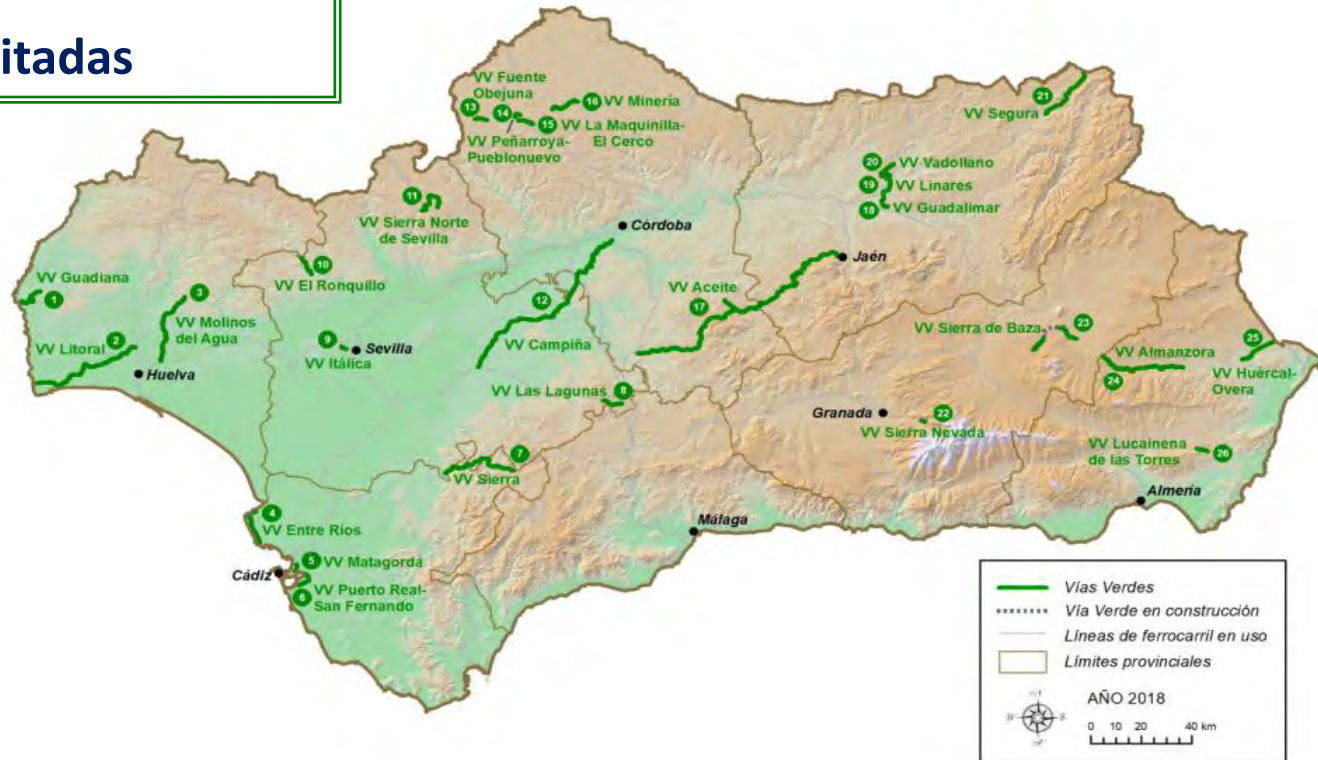 itadas
VV Fuente
Obejuna
13
14
16
VV Minería
15
VV La Maquinilla-
El Cerco
VV Peñarroya-
Pueblonuevo
21
VV Segura
20
VV Vadollano
19
VV Linares
18
VV Guadalimar
11
VV Sierra Norte
de Sevilla
Córdoba
Jaén
10
VV El Ronquillo
VV Guadiana
1
3
VV Molinos
del Agua
2
VV Litoral
Huelva
12
VV Campiña
VV Aceite
17
9
VV Itálica
Sevilla
VV Sierra de Baza
23
25
VV Almanzora
24
VV Huércal-
Overa
VV Las Lagunas
8
Granada
22
VV Sierra Nevada
7
VV Sierra
VV Lucainena
de las Torres
26
Almería
Málaga
4
VV Entre Ríos
5
VV Matagorda
Cádiz
6
VV Puerto Real-
San Fernando
Vías Verdes
Vía Verde en construcción
Líneas de ferrocarril en uso
Límites provinciales
AÑO 2018
0 10 20 40 km